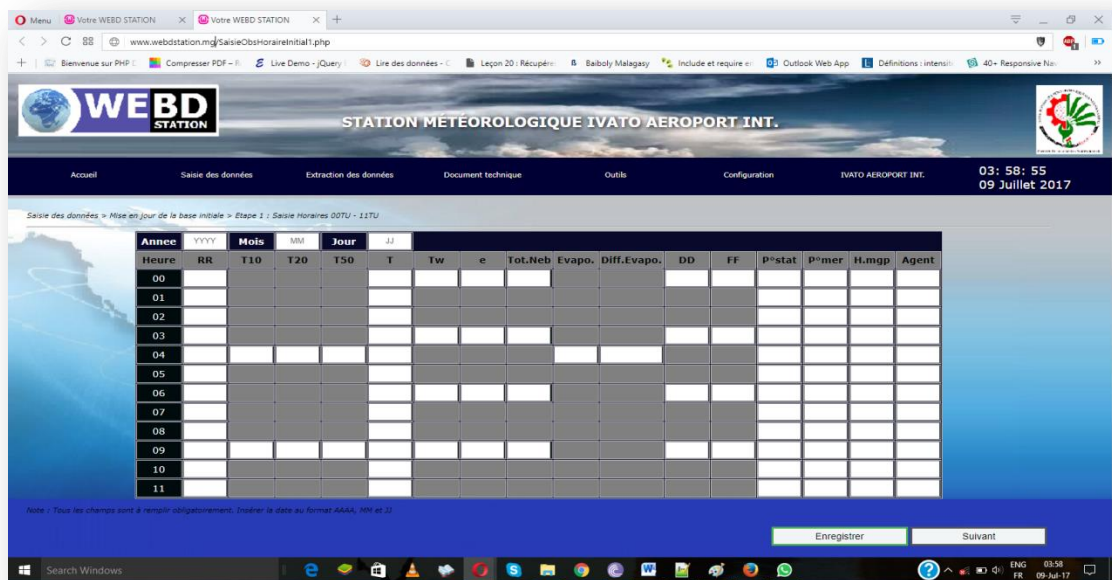 Menu Votre WEBD STATION Votre WEBD STATION
www.webdstation.mg/SaisieObsHoraireInitial1.php
Bienvenue sur PHP Compresser PDF – Live Demo - jQuery Lire des données - C Leçon 20 : Récupére Baiboly Malagasy Include et require e Outlook Web App Définitions : intensit 40+ Responsive Nav
WEBD
STATION
STATION MÉTÉOROLOGIQUE IVATO AEROPORT INT.
Accueil Saisie des données Extraction des données Document technique Outils Configuration IVATO AEROPORT INT. 03: 58: 55
09 Juillet 2017
Saisie des données > Mise en jour de la base initiale > Etape 1 : Saisie Horaires 00TU - 11TU
Annee YYYY Mois MM Jour JJ
Heure RR T10 T20 T50 T Tw e Tot.Neb Evapo. Diff.Evapo. DD FF P°stat P°mer H.mgp Agent
00
01
02
03
04
05
06
07
08
09
10
11
Note : Tous les champs sont à remplir obligatoirement. Insérer la date au format AAAA, MM et JJ
Enregistrer Suivant
Search Windows ENG 03:58
FR 09-Jul-17